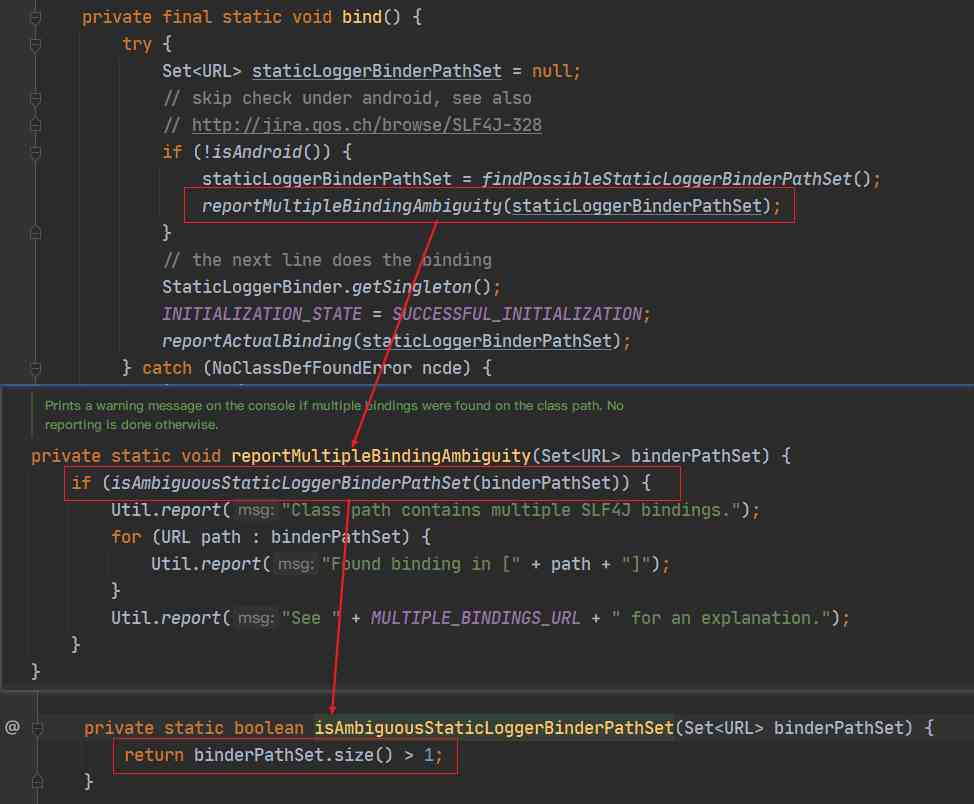 private final static void bind() {
try {
Set<URL> staticLoggerBinderPathSet = null;
// skip check under android, see also
// http://jira.qos.ch/browse/SLF4J-328
if (!isAndroid()) {
staticLoggerBinderPathSet = findPossibleStaticLoggerBinderPathSet();
reportMultipleBindingAmbiguity(staticLoggerBinderPathSet);
}
// the next line does the binding
StaticLoggerBinder.getSingleton();
INITIALIZATION_STATE = SUCCESSFUL_INITIALIZATION;
reportActualBinding(staticLoggerBinderPathSet);
} catch (NoClassDefFoundError ncde) {
Prints a warning message on the console if multiple bindings were found on the class path. No
reporting is done otherwise.
private static void reportMultipleBindingAmbiguity(Set<URL> binderPathSet) {
if (isAmbiguousStaticLoggerBinderPathSet(binderPathSet)) {
Util.report( msg: "Class path contains multiple SLF4J bindings.");
for (URL path : binderPathSet) {
Util.report( msg: "Found binding in [" + path + "]");
}
Util.report( msg: "See " + MULTIPLE_BINDINGS_URL + " for an explanation.");
}
}
@ private static boolean isAmbiguousStaticLoggerBinderPathSet(Set<URL> binderPathSet) {
return binderPathSet.size() > 1;
}